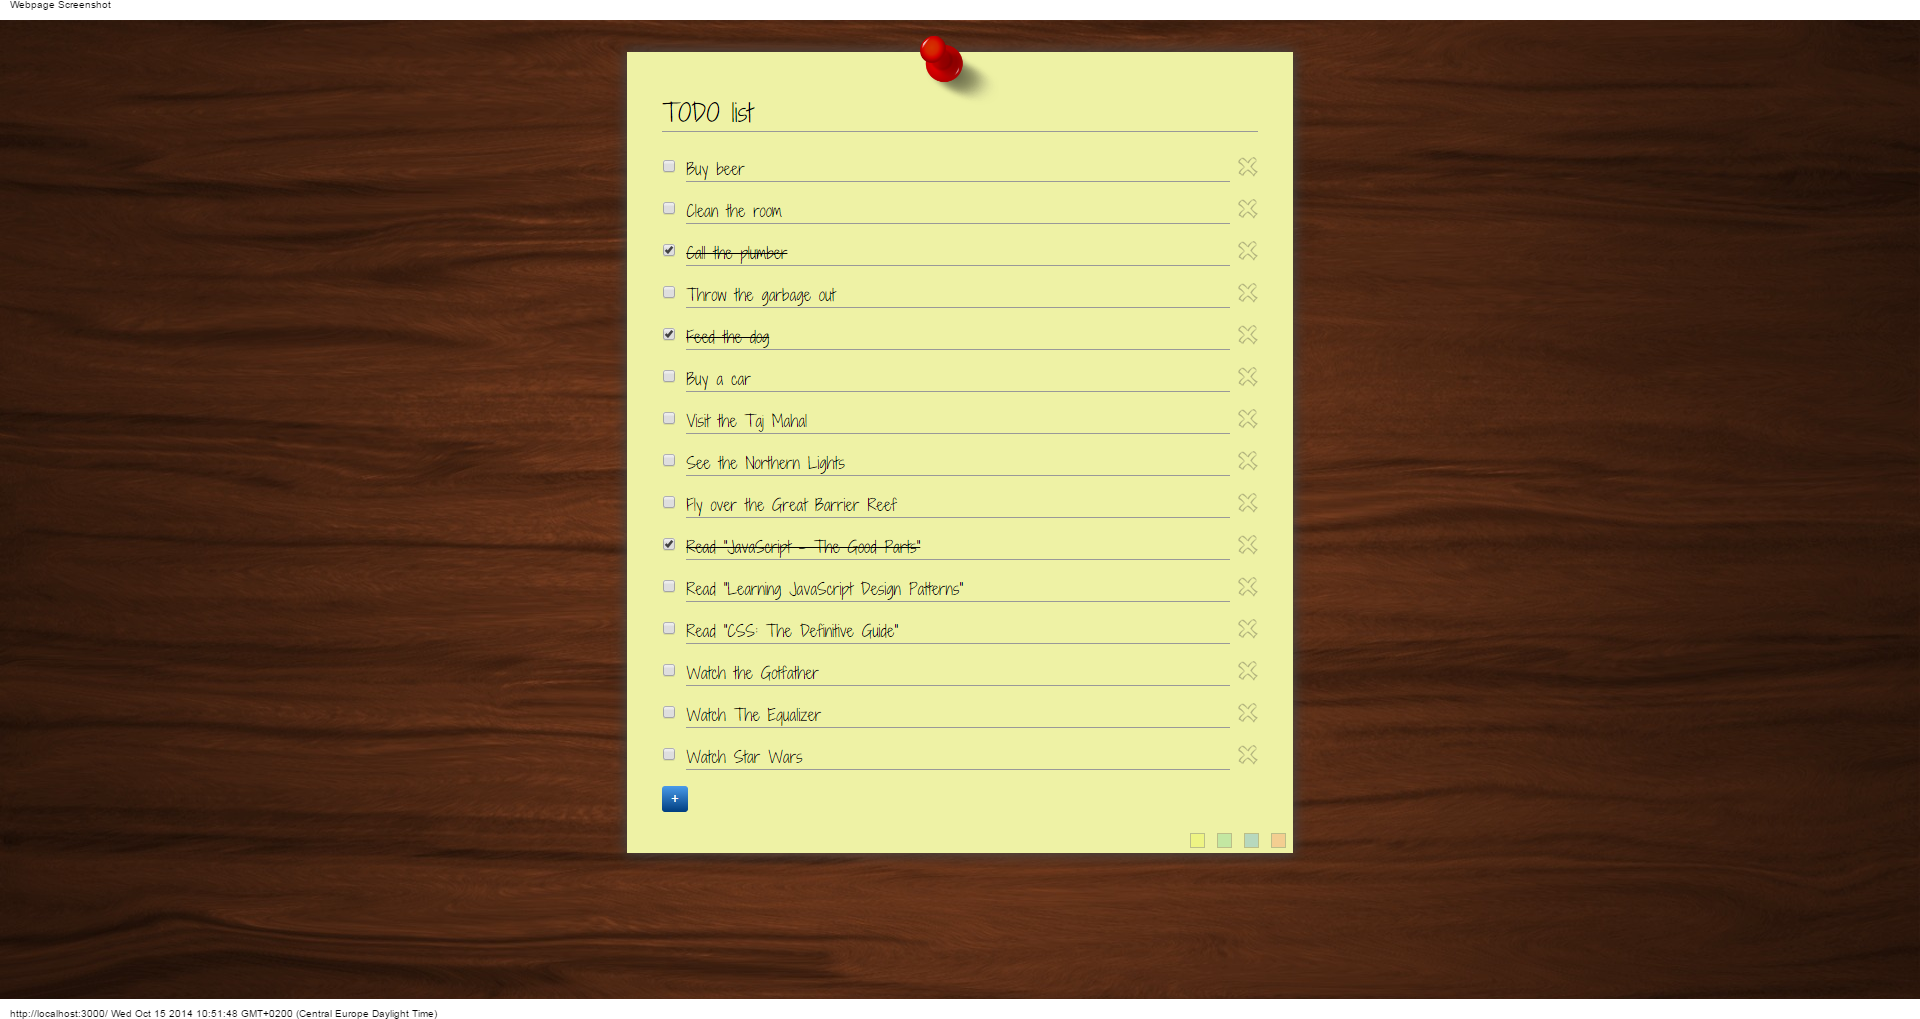 Webpage Screenshot
TODO list
Buy beer
Clean the room
Call the plumber
Throw the garbage out
Feed the dog
Buy a car
Visit the Taj Mahal
See the Northern Lights
Fly over the Great Barrier Reef
Read "JavaScript - The Good Parts"
Read "Learning JavaScript Design Patterns"
Read "CSS: The Definitive Guide"
Watch the Gotfather
Watch The Equalizer
Watch Star Wars
+
http://localhost:3000/ Wed Oct 15 2014 10:51:48 GMT+0200 (Central Europe Daylight Time)